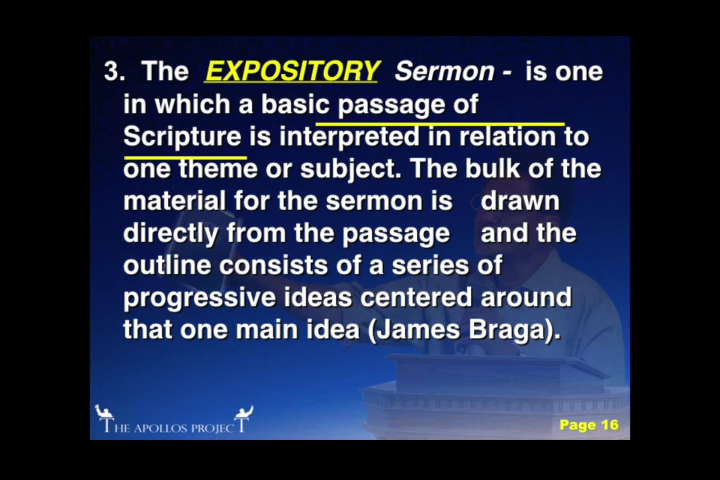 3. The EXPOSITORY Sermon - is one
in which a basic passage of
Scripture is interpreted in relation to
one theme or subject. The bulk of the
material for the sermon is drawn
directly from the passage and the
outline consists of a series of
progressive ideas centered around
that one main idea (James Braga).
THE APOLLOS PROJECT
Page 16